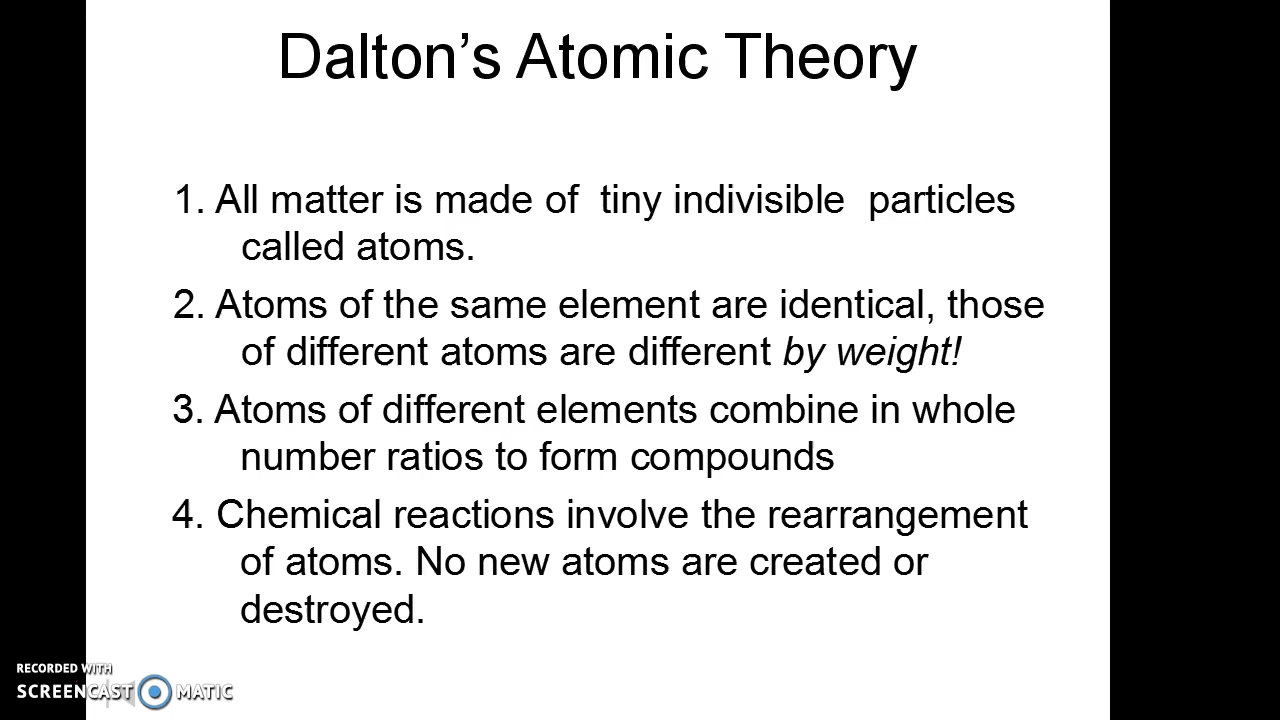 Dalton’s Atomic Theory
1. All matter is made of  tiny indivisible  particles
called atoms.
2. Atoms of the same element are identical, those
of different atoms are different by weight!
3. Atoms of different elements combine in whole
number ratios to form compounds
4. Chemical reactions involve the rearrangement
of atoms. No new atoms are created or
destroyed.
RECORDED WITH
SCREENCAST MATIC